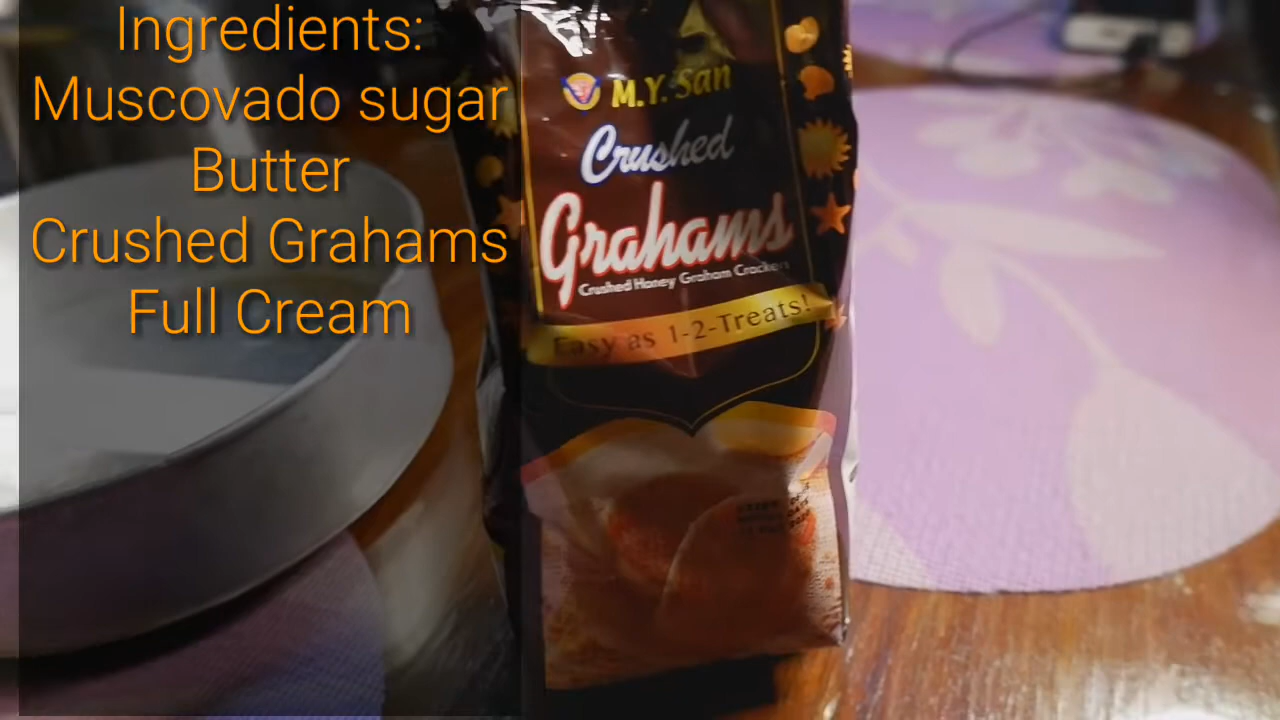 Ingredients:
Muscovado sugar
Butter
Crushed Grahams
Full Cream
M.Y. San
Crushed
Grahams
Crushed Honey Graham Crackers
Easy as 1-2-Treats!